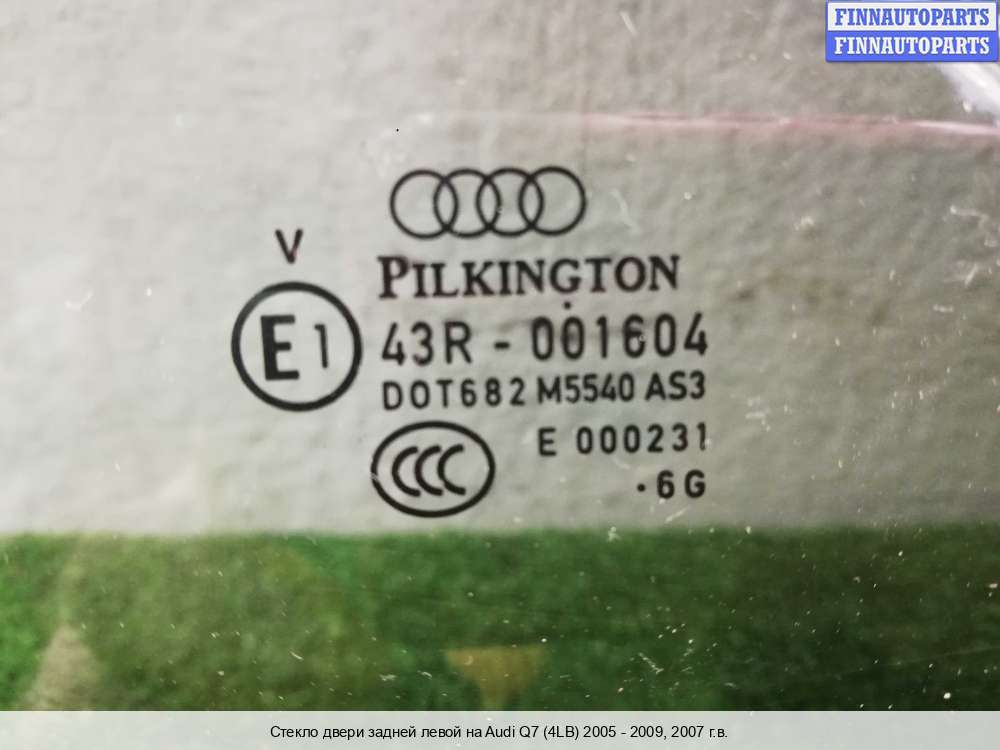 FINNAUTOPARTS
FINNAUTOPARTS
V
PILKINGTON
E1
43R - 001604
DOT682 M5540 AS3
CCC
E 000231
.6G
Стекло двери задней левой на Audi Q7 (4LB) 2005 - 2009, 2007 г.в.